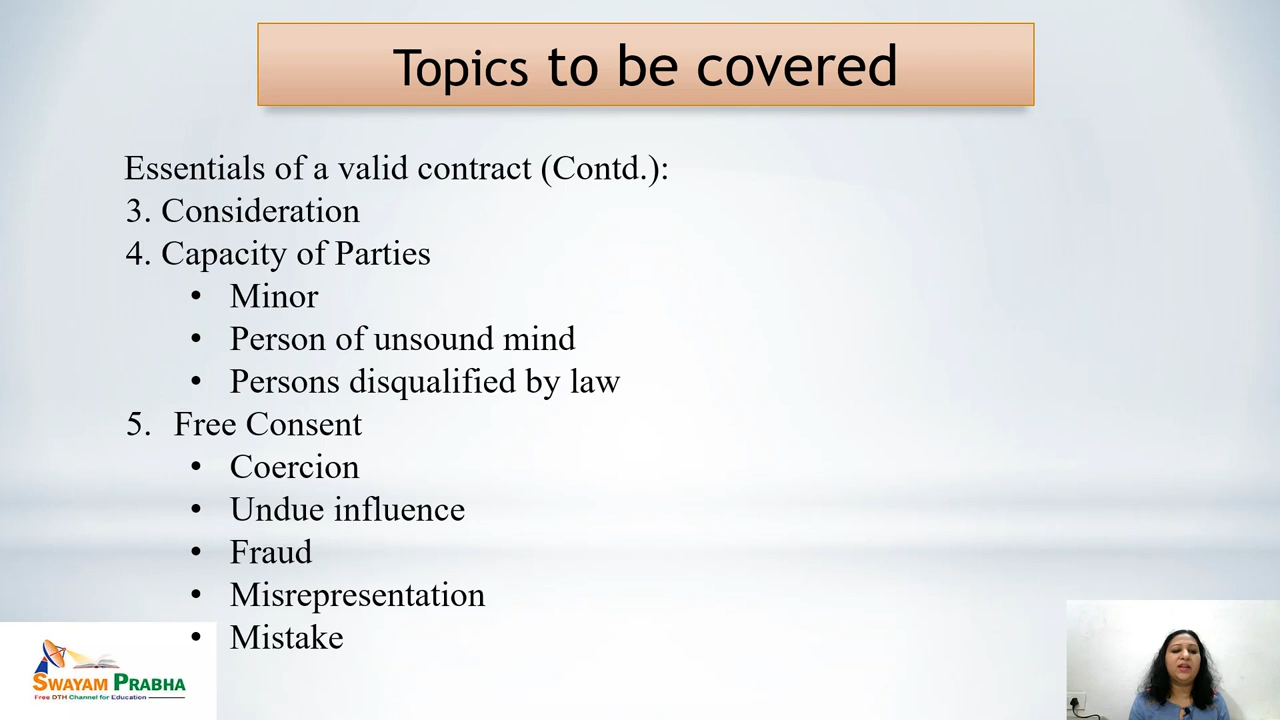 Topics to be covered
Essentials of a valid contract (Contd.):
3. Consideration
4. Capacity of Parties
• Minor
• Person of unsound mind
• Persons disqualified by law
5. Free Consent
• Coercion
• Undue influence
• Fraud
• Misrepresentation
• Mistake
SWAYAM PRABHA
Free DTH Channel for Education